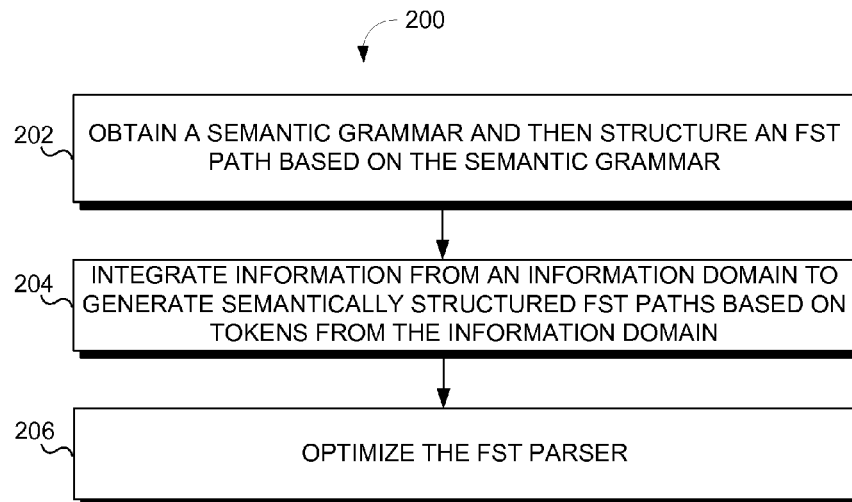 200
202
OBTAIN A SEMANTIC GRAMMAR AND THEN STRUCTURE AN FST
PATH BASED ON THE SEMANTIC GRAMMAR
204
INTEGRATE INFORMATION FROM AN INFORMATION DOMAIN TO
GENERATE SEMANTICALLY STRUCTURED FST PATHS BASED ON
TOKENS FROM THE INFORMATION DOMAIN
206
OPTIMIZE THE FST PARSER